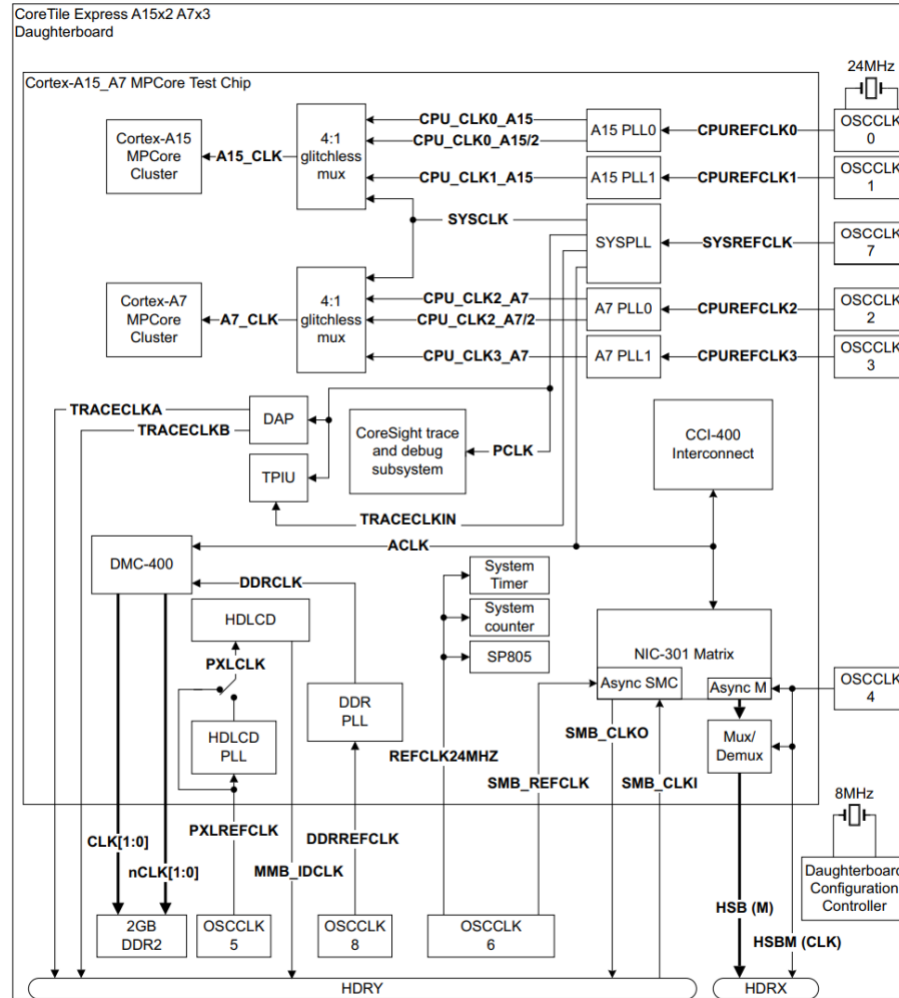 CoreTile Express A15x2 A7x3
Daughterboard
Cortex-A15_A7 MPCore Test Chip
24MHz
Cortex-A15
MPCore
Cluster
A15_CLK
4:1
glitchless
mux
CPU_CLK0_A15
CPU_CLK0_A15/2
CPU_CLK1_A15
A15 PLL0
A15 PLL1
CPUREFCLK0
CPUREFCLK1
OSCCLK
0
OSCCLK
1
SYSCLK
SYSPLL
SYSREFCLK
OSCCLK
7
Cortex-A7
MPCore
Cluster
A7_CLK
4:1
glitchless
mux
CPU_CLK2_A7
CPU_CLK2_A7/2
CPU_CLK3_A7
A7 PLL0
A7 PLL1
CPUREFCLK2
CPUREFCLK3
OSCCLK
2
OSCCLK
3
TRACECLKA
TRACECLKB
DAP
TPIU
CoreSight trace
and debug
subsystem
PCLK
CCI-400
Interconnect
TRACECLKIN
ACLK
DMC-400
DDRCLK
System
Timer
System
counter
SP805
HDLCD
PXLCLK
HDLCD
PLL
DDR
PLL
NIC-301 Matrix
Async SMC
Async M
OSCCLK
4
Mux/
Demux
SMB_CLKO
REFCLK24MHZ
SMB_REFCLK
SMB_CLKI
8MHz
CLK[1:0]
nCLK[1:0]
PXLREFCLK
MMB_IDCLK
DDRREFCLK
Daughterboard
Configuration
Controller
HSB (M)
HSBM (CLK)
2GB
DDR2
OSCCLK
5
OSCCLK
8
OSCCLK
6
HDRY
HDRX